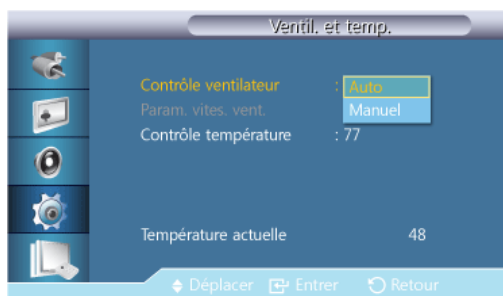 Ventil. et temp.
Contrôle ventilateur : Auto
Param. vites. vent. Manuel
Contrôle température : 77
Température actuelle 48
Déplacer Entrer Retour